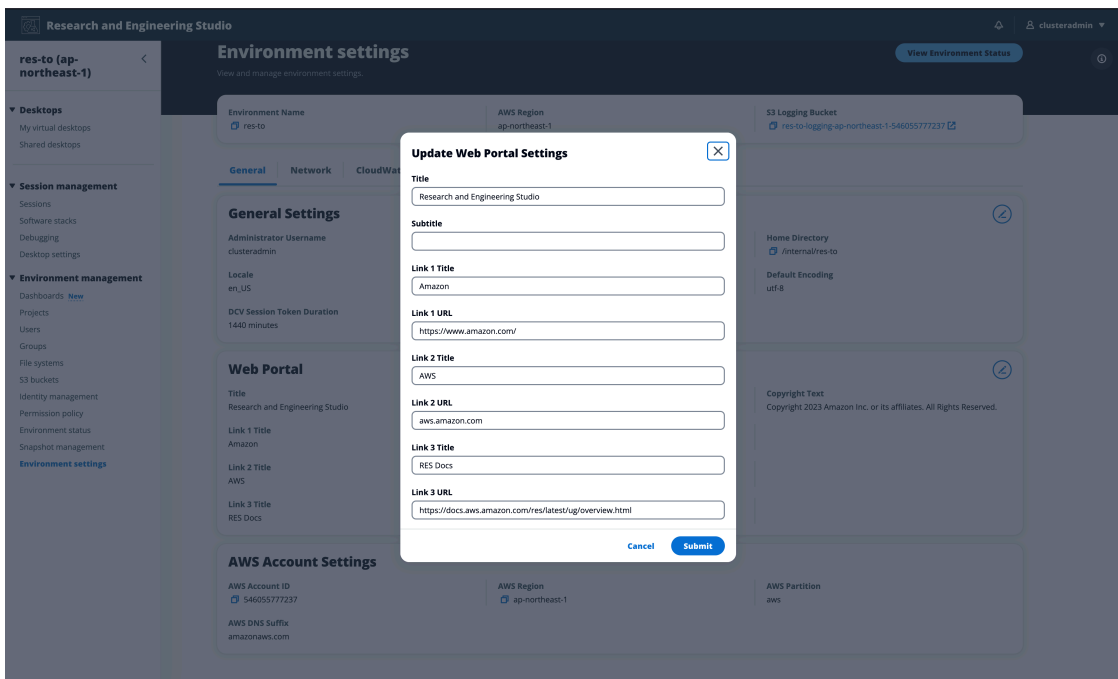 Research and Engineering Studio
clusteradmin
res-to (ap-northeast-1)
Desktops
My virtual desktops
Shared desktops
Session management
Sessions
Software stacks
Debugging
Desktop settings
Environment management
Dashboards New
Projects
Users
Groups
File systems
S3 buckets
Identity management
Permission policy
Environment status
Snapshot management
Environment settings
Environment settings
View Environment Status
View and manage environment settings.
Environment Name
res-to
AWS Region
ap-northeast-1
S3 Logging Bucket
res-to-logging-ap-northeast-1-546055777237
General Network CloudWat
General Settings
Administrator Username
clusteradmin
Home Directory
/internal/res-to
Locale
en_US
Default Encoding
utf-8
DCV Session Token Duration
1440 minutes
Web Portal
Title
Research and Engineering Studio
Copyright Text
Copyright 2023 Amazon Inc. or its affiliates. All Rights Reserved.
Link 1 Title
Amazon
Link 2 Title
AWS
Link 3 Title
RES Docs
AWS Account Settings
AWS Account ID
546055777237
AWS Region
ap-northeast-1
AWS Partition
aws
AWS DNS Suffix
amazonaws.com
Update Web Portal Settings
Title
Research and Engineering Studio
Subtitle
Link 1 Title
Amazon
Link 1 URL
https://www.amazon.com/
Link 2 Title
AWS
Link 2 URL
aws.amazon.com
Link 3 Title
RES Docs
Link 3 URL
https://docs.aws.amazon.com/res/latest/ug/overview.html
Cancel
Submit